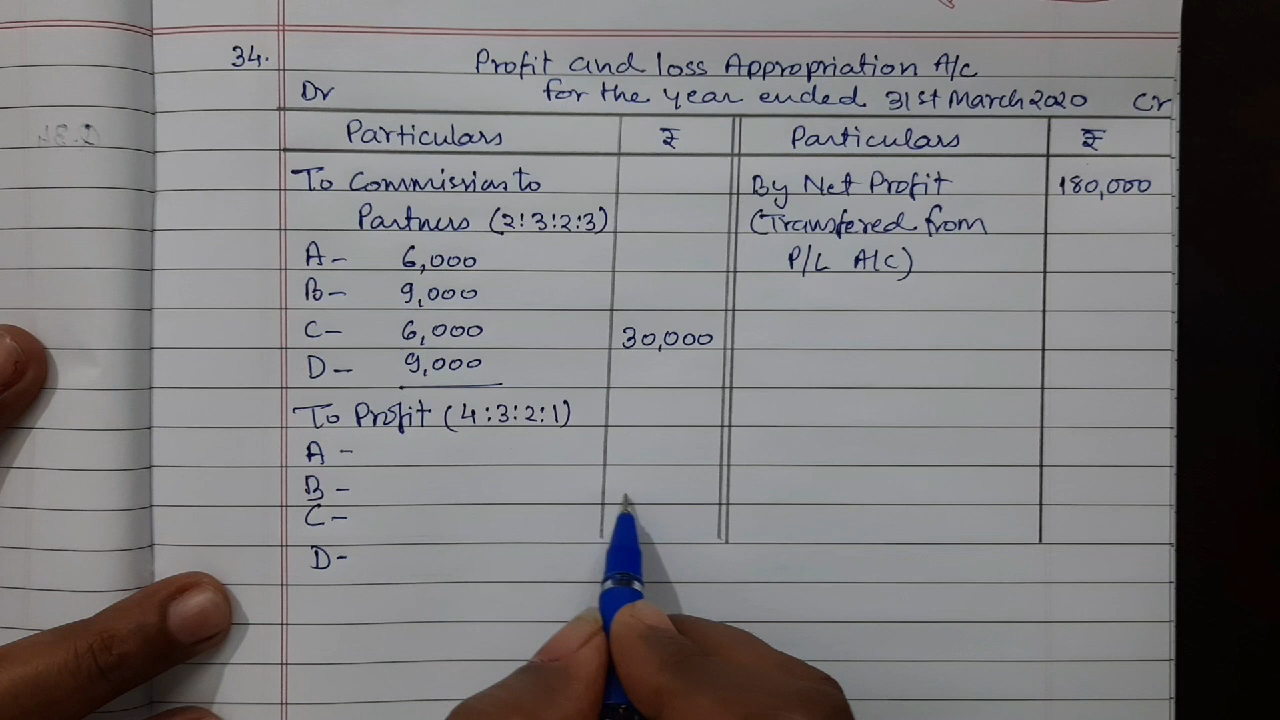 34. Profit and loss Appropriation A/c
Dr for the year ended 31st March 2020 Cr
Particulars ₹ Particulars ₹
To Commission to By Net Profit 180,000
Partners (2:3:2:3) (Transfered from
A- 6,000 P/L A/C)
B- 9,000
C- 6,000 30,000
D- 9,000
To Profit (4:3:2:1)
A -
B -
C -
D-